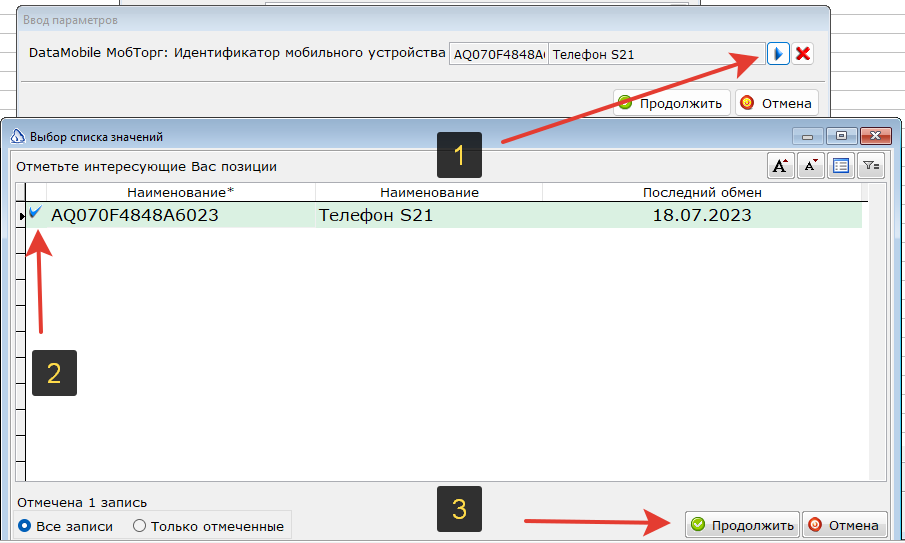 Ввод параметров
DataMobile МобТорг: Идентификатор мобильного устройства AQ070F4848A6 Телефон S21
Продолжить Отмена
Выбор списка значений
1
Отметьте интересующие Вас позиции A A
Наименование* Наименование Последний обмен
AQ070F4848A6023 Телефон S21 18.07.2023
2
Отмечена 1 запись
3
Все записи Только отмеченные Продолжить Отмена